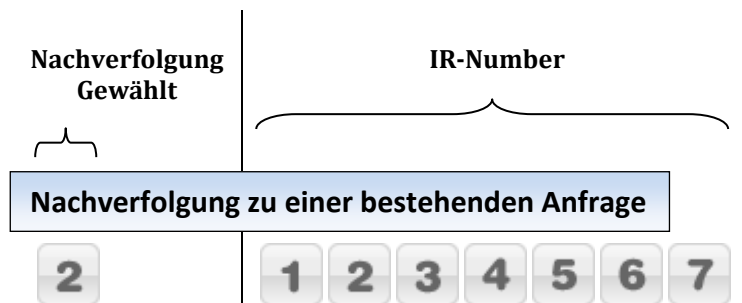 Nachverfolgung
Gewählt
IR-Number
Nachverfolgung zu einer bestehenden Anfrage
2 1 2 3 4 5 6 7